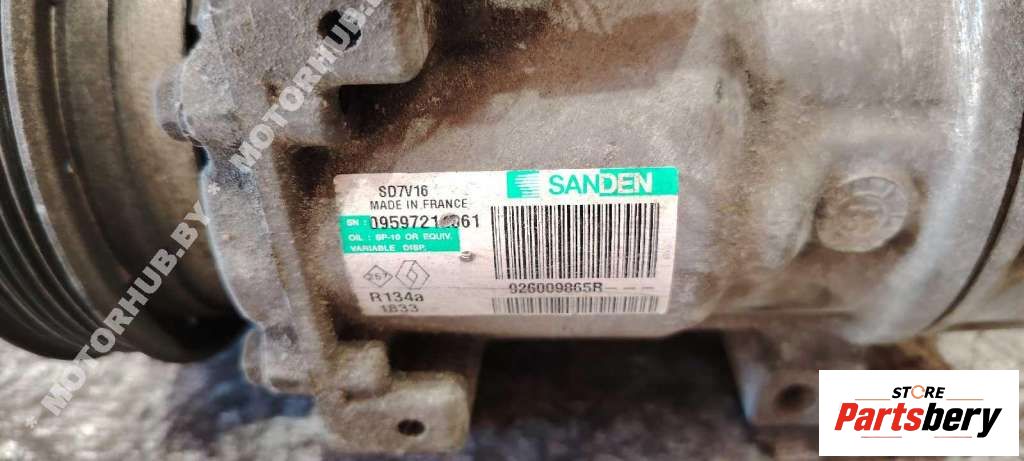 MOTORHUB.BY
* MOTORHUB.BY
SD7V16
MADE IN FRANCE
SANDEN
SN:
OIL : SP-10 OR EQUIV.
VARIABLE DISP.
R134a
1833
926009865R
STORE
Partsbery